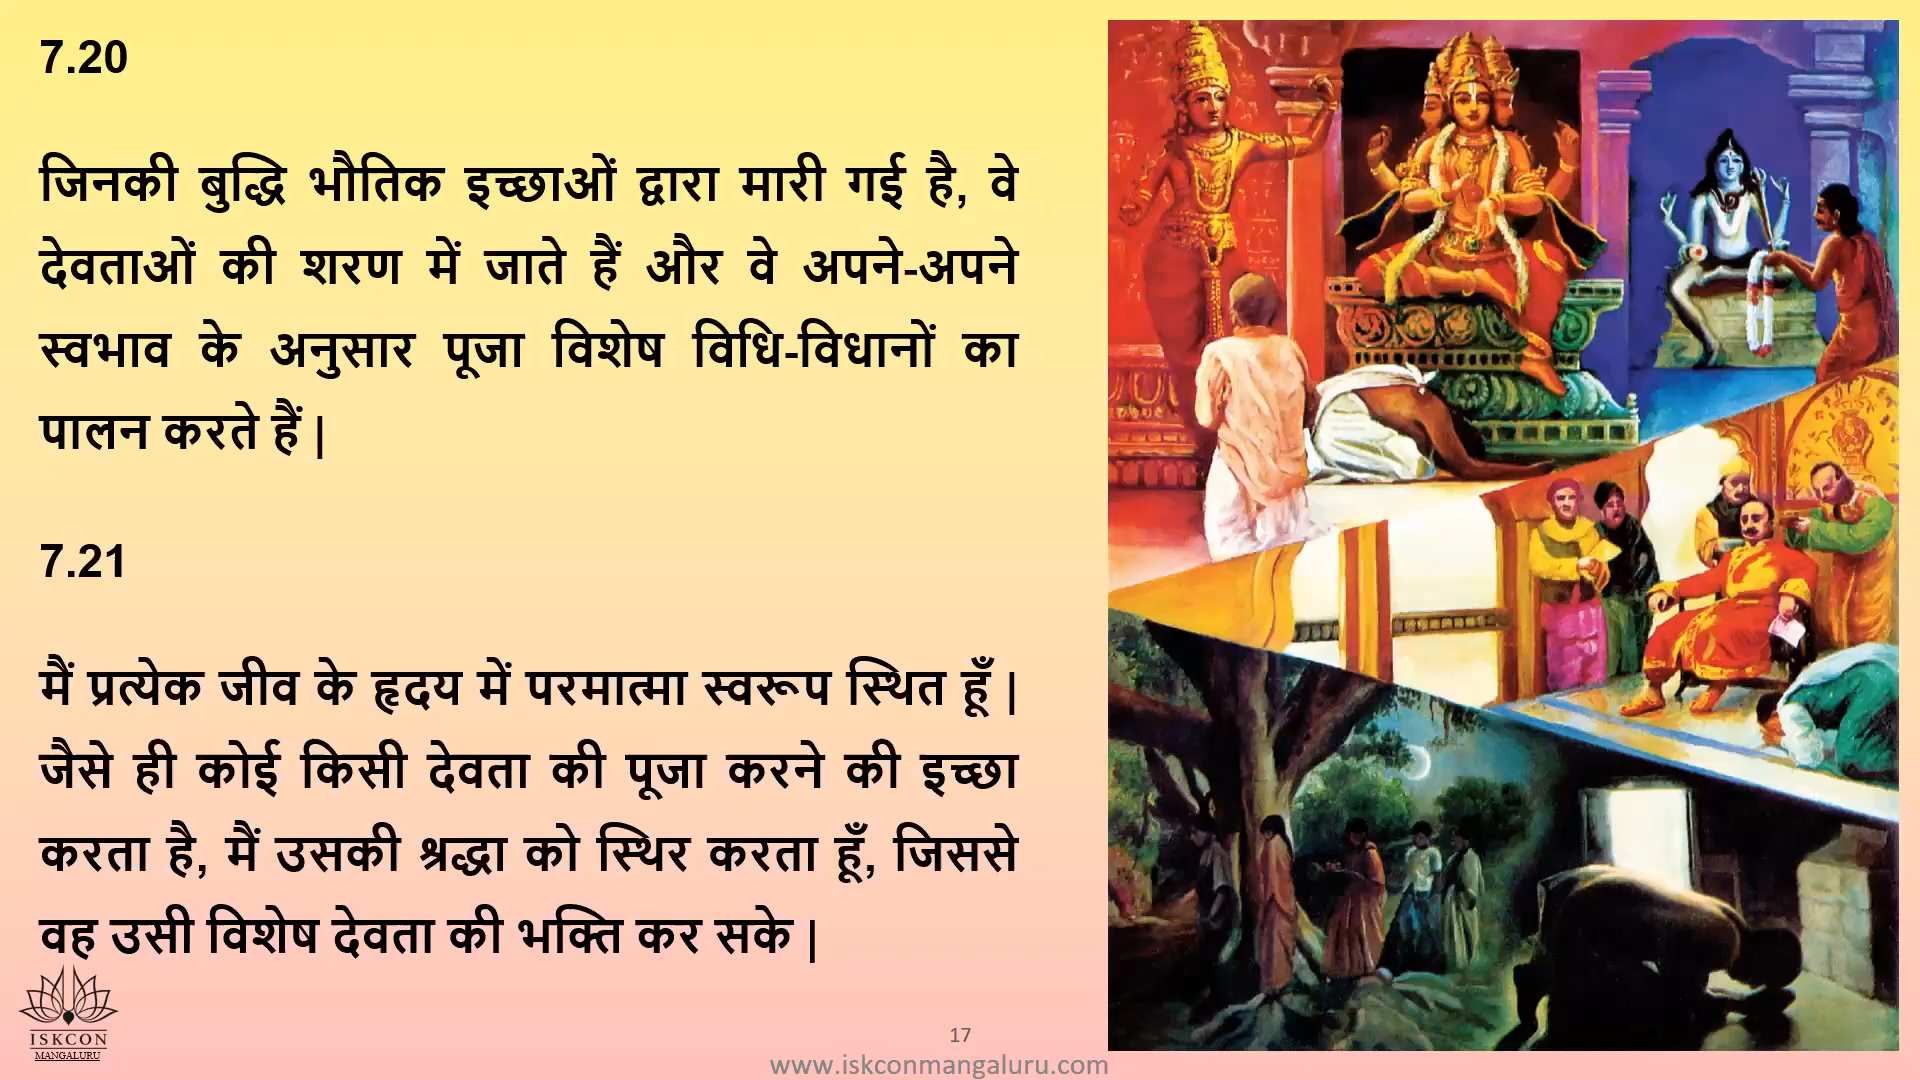 7.20
जिनकी बुद्धि भौतिक इच्छाओं द्वारा मारी गई है, वे
देवताओं की शरण में जाते हैं और वे अपने-अपने
स्वभाव के अनुसार पूजा विशेष विधि-विधानों का
पालन करते हैं |
7.21
मैं प्रत्येक जीव के हृदय में परमात्मा स्वरूप स्थित हूँ |
जैसे ही कोई किसी देवता की पूजा करने की इच्छा
करता है, मैं उसकी श्रद्धा को स्थिर करता हूँ, जिससे
वह उसी विशेष देवता की भक्ति कर सके |
ISKCON
MANGALURU
17
www.iskconmangaluru.com